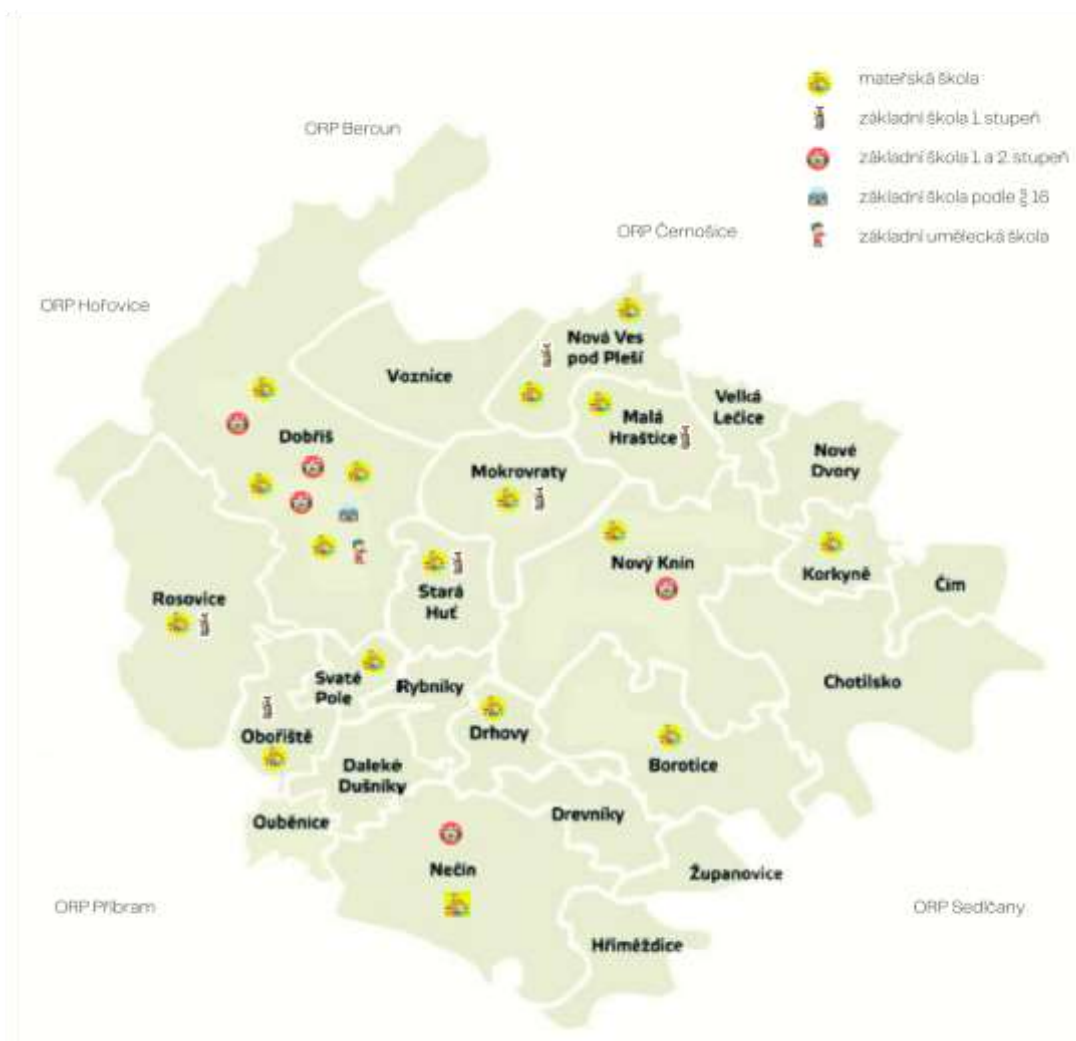 mateřská škola
základní škola 1. stupeň
základní škola 1. a 2. stupeň
základní škola podle § 16
základní umělecká škola
ORP Beroun
ORP Černošice
ORP Hořovice
Nová Ves
pod Pleší
Voznice
Velká
Lečice
Malá
Hraštice
Dobříš
Nové
Dvory
Mokrovraty
Nový Knín
Korkyně
Čím
Stará
Huť
Rosovice
Svaté
Pole
Rybníky
Chotilsko
Obořiště
Drhovy
Daleké
Dušníky
Borotice
Drevníky
Ouběnice
Nečín
Županovice
ORP Příbram
ORP Sedlčany
Hřiměždice